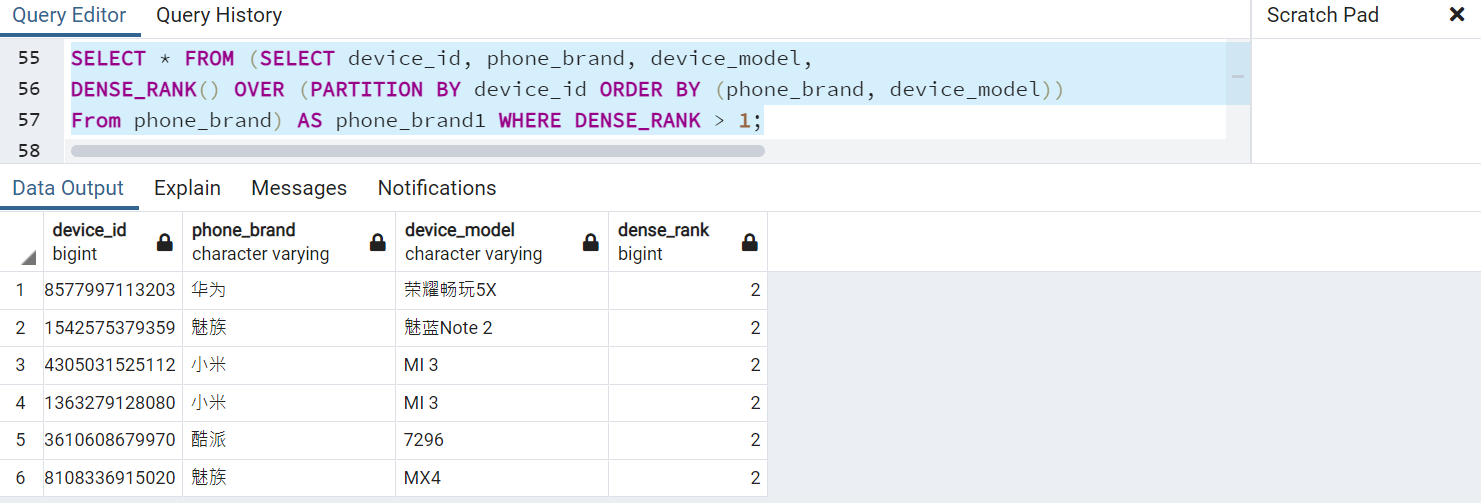 Query Editor Query History Scratch Pad
55 SELECT * FROM (SELECT device_id, phone_brand, device_model,
56 DENSE_RANK() OVER (PARTITION BY device_id ORDER BY (phone_brand, device_model))
57 From phone_brand) AS phone_brand1 WHERE DENSE_RANK > 1;
58
Data Output Explain Messages Notifications
device_id phone_brand device_model dense_rank
bigint character varying character varying bigint
1 8577997113203 华为 荣耀畅玩5X 2
2 1542575379359 魅族 魅蓝Note 2 2
3 4305031525112 小米 MI 3 2
4 1363279128080 小米 MI 3 2
5 3610608679970 酷派 7296 2
6 8108336915020 魅族 MX4 2